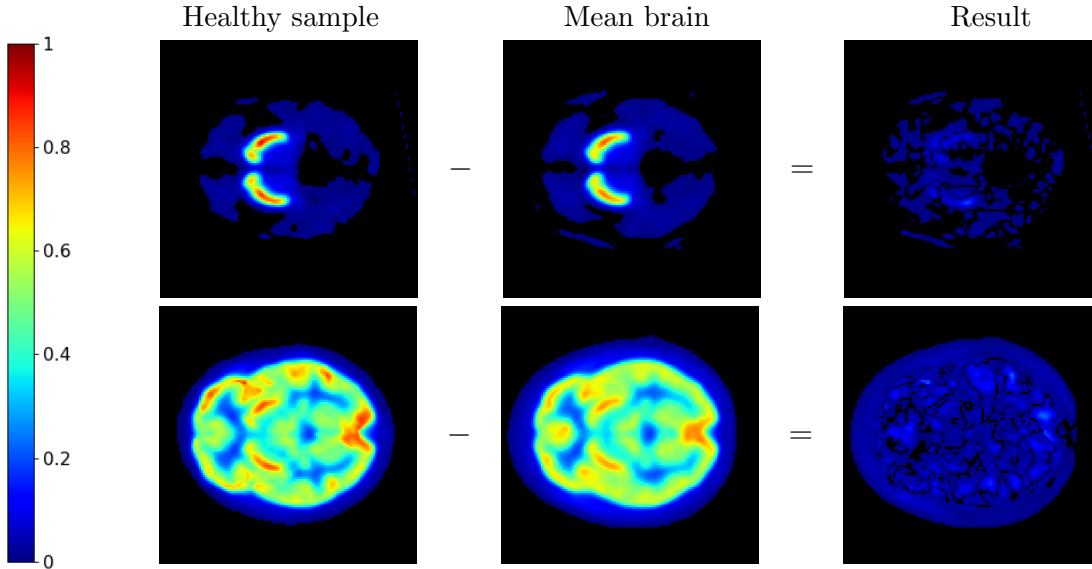 Healthy sample
Mean brain
Result
1
0.8
0.6
0.4
0.2
0
− =
− =